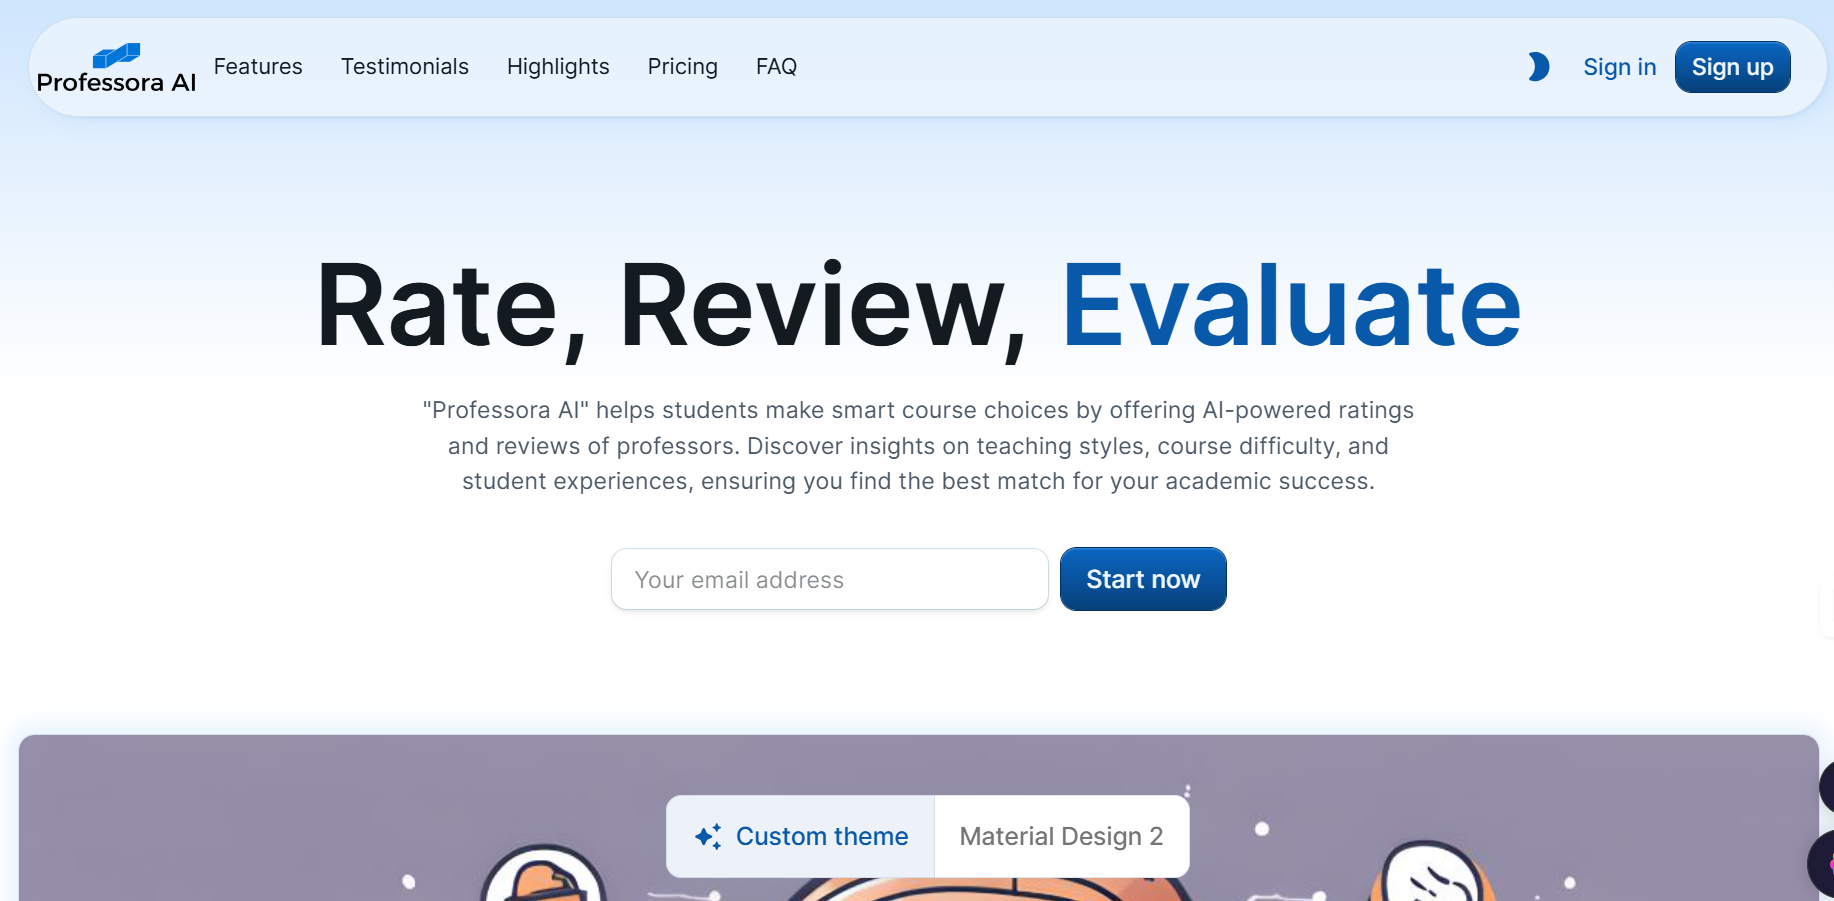 Professora AI
Features
Testimonials
Highlights
Pricing
FAQ
Sign in
Sign up
Rate, Review, Evaluate
"Professora AI" helps students make smart course choices by offering AI-powered ratings
and reviews of professors. Discover insights on teaching styles, course difficulty, and
student experiences, ensuring you find the best match for your academic success.
Your email address
Start now
Custom theme
Material Design 2